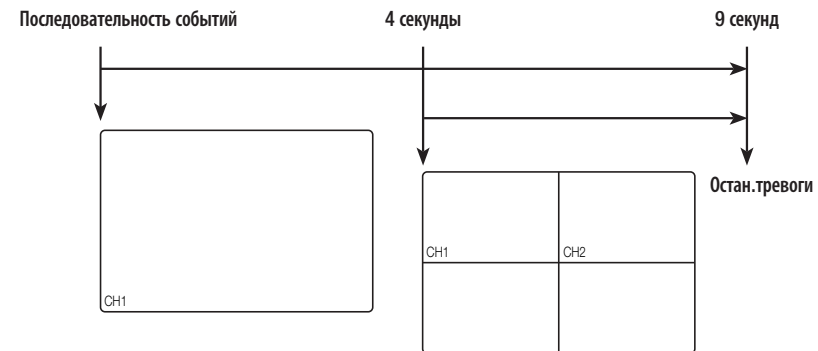 Последовательность событий
4 секунды
9 секунд
Остан.тревоги
CH1
CH2
CH1